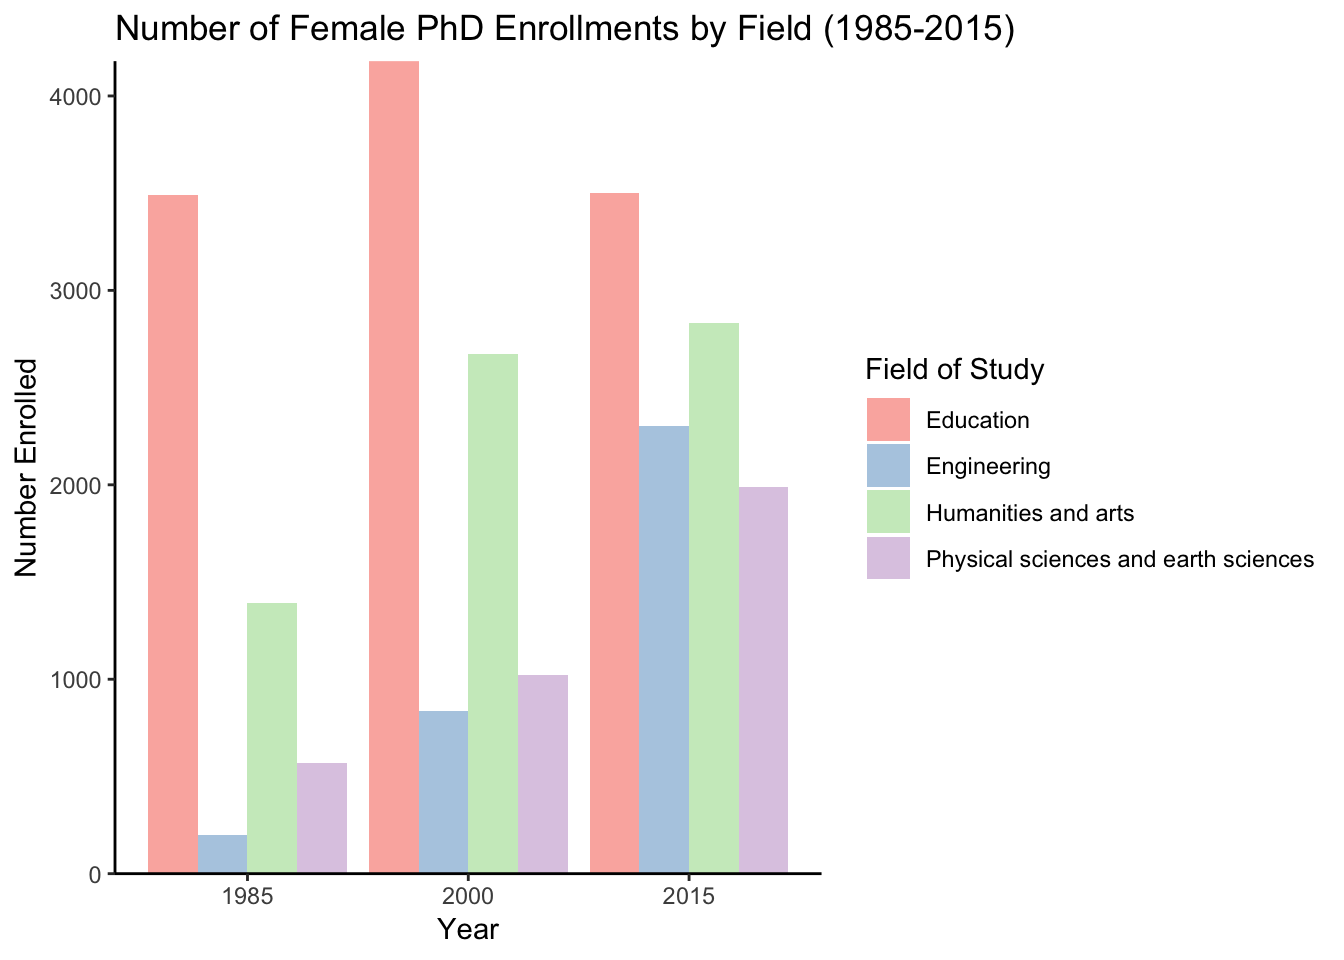 Number of Female PhD Enrollments by Field (1985-2015)
4000
3000
2000
1000
0
Number Enrolled
1985 2000 2015
Year
Field of Study
Education
Engineering
Humanities and arts
Physical sciences and earth sciences